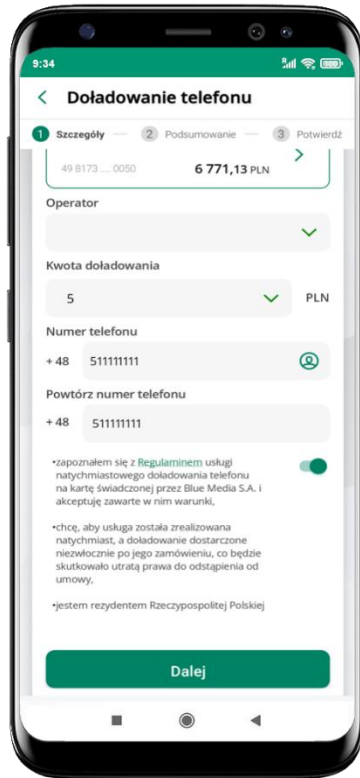 9:34
Doładowanie telefonu
1 Szczegóły 2 Podsumowanie 3 Potwierdź
49 8173 .... 0050 6 771,13 PLN
Operator
Kwota doładowania
5 PLN
Numer telefonu
+ 48 511111111
Powtórz numer telefonu
+ 48 511111111
•zapoznałem się z Regulaminem usługi
natychmiastowego doładowania telefonu
na kartę świadczonej przez Blue Media S.A. i
akceptuję zawarte w nim warunki,
•chcę, aby usługa została zrealizowana
natychmiast, a doładowanie dostarczone
niezwłocznie po jego zamówieniu, co będzie
skutkowało utratą prawa do odstąpienia od
umowy,
•jestem rezydentem Rzeczypospolitej Polskiej
Dalej